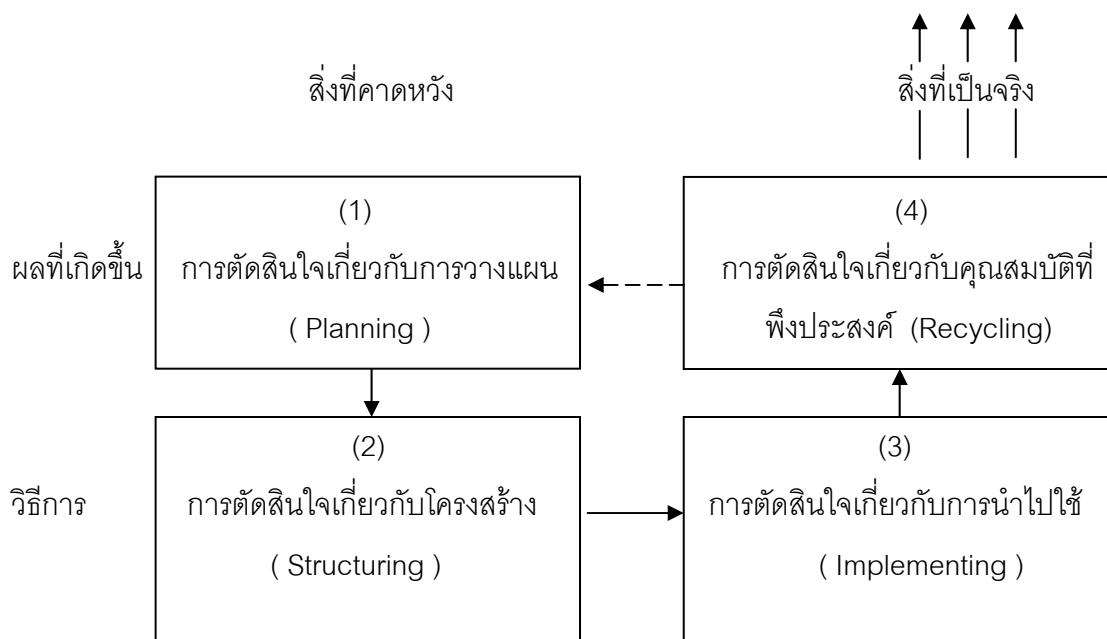 สิ่งที่คาดหวัง
สิ่งที่เป็นจริง
ผลที่เกิดขึ้น
(1)
การตัดสินใจเกี่ยวกับการวางแผน
( Planning )
(4)
การตัดสินใจเกี่ยวกับคุณสมบัติที่
พึงประสงค์ (Recycling)
วิธีการ
(2)
การตัดสินใจเกี่ยวกับโครงสร้าง
( Structuring )
(3)
การตัดสินใจเกี่ยวกับการนำไปใช้
( Implementing )